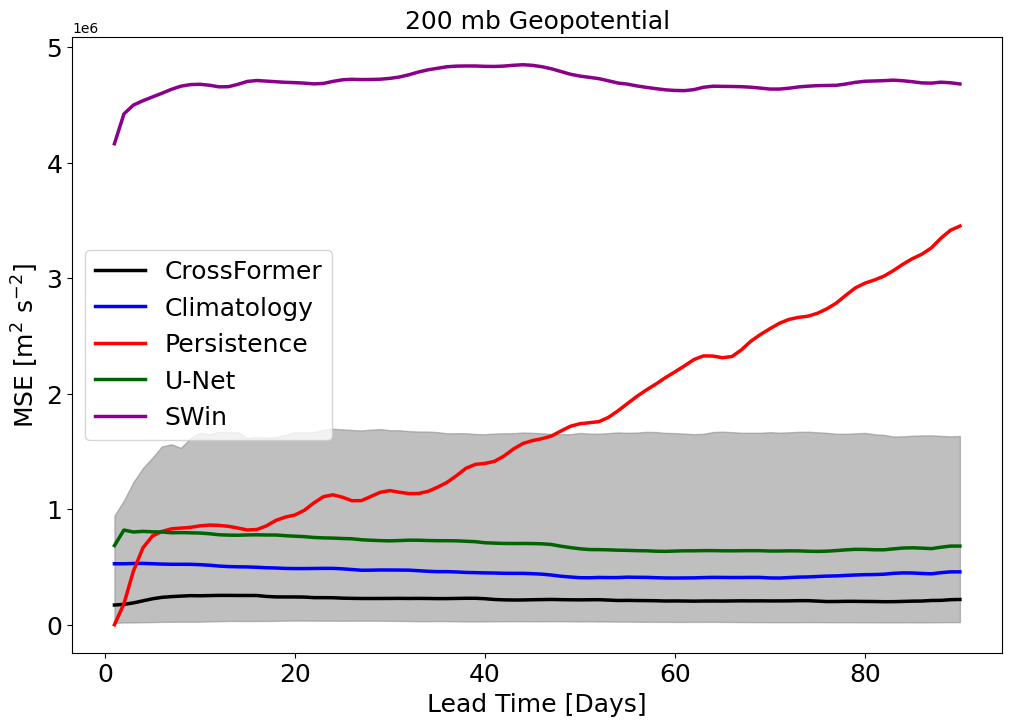 200 mb Geopotential
1e6
5
4
3
2
1
0
MSE [m² s⁻²]
CrossFormer
Climatology
Persistence
U-Net
SWin
0 20 40 60 80
Lead Time [Days]